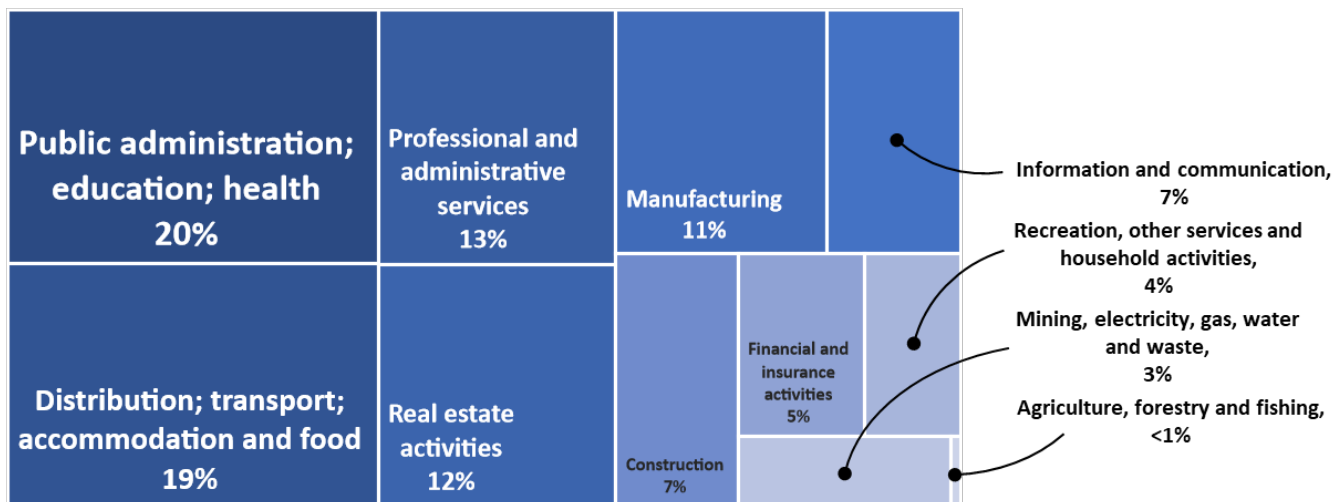 Public administration;
education; health
20%
Distribution; transport;
accommodation and food
19%
Professional and
administrative
services
13%
Real estate
activities
12%
Manufacturing
11%
Construction
7%
Financial and
insurance
activities
5%
Information and communication,
7%
Recreation, other services and
household activities,
4%
Mining, electricity, gas, water
and waste,
3%
Agriculture, forestry and fishing,
<1%